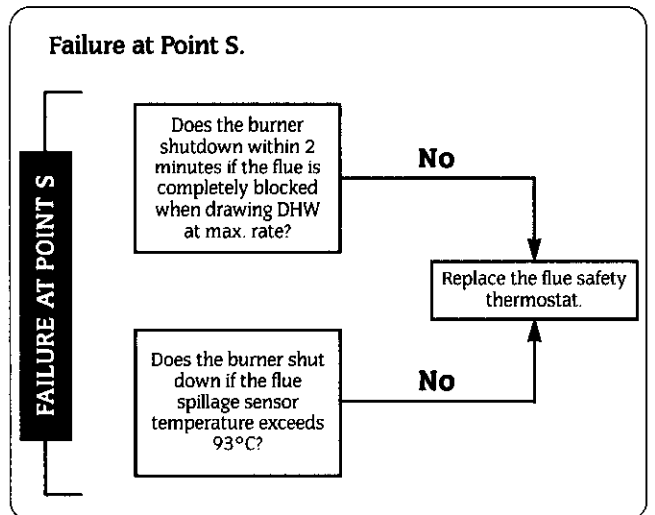 Failure at Point S.
FAILURE AT POINT S
Does the burner
shutdown within 2
minutes if the flue is
completely blocked
when drawing DHW
at max. rate?
No
Replace the flue safety
thermostat.
Does the burner shut
down if the flue
spillage sensor
temperature exceeds
93°C?
No